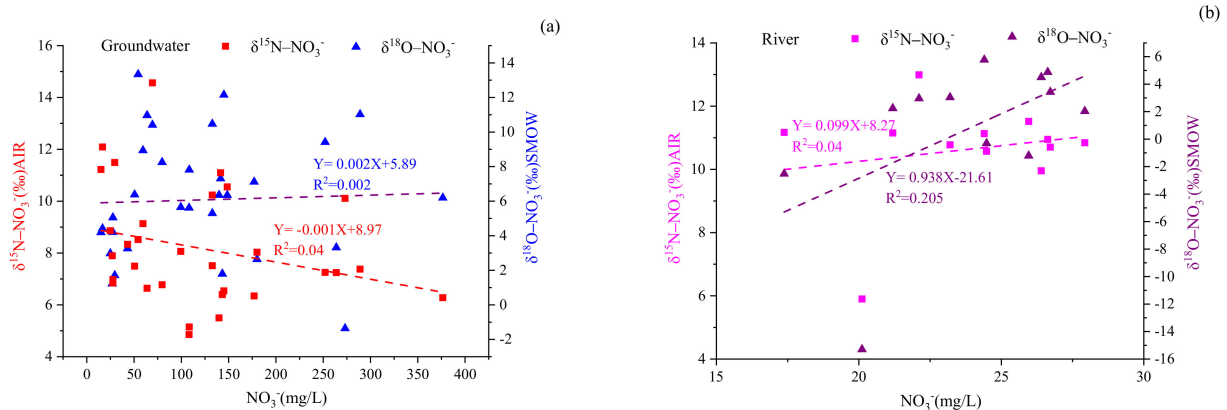 (a)
Groundwater δ¹⁵N–NO₃⁻ δ¹⁸O–NO₃⁻
16
14
12
10
8
6
4
δ¹⁵N–NO₃⁻(‰)AIR
Y= 0.002X+5.89
R²=0.002
Y= -0.001X+8.97
R²=0.04
14
12
10
8
6
4
2
0
-2
δ¹⁸O–NO₃⁻(‰)SMOW
0 50 100 150 200 250 300 350 400
NO₃⁻(mg/L)
(b)
River δ¹⁵N–NO₃⁻ δ¹⁸O–NO₃⁻
14
12
10
8
6
4
δ¹⁵N–NO₃⁻(‰)AIR
Y= 0.099X+8.27
R²=0.04
Y= 0.938X-21.61
R²=0.205
6
4
2
0
-2
-4
-6
-8
-10
-12
-14
-16
δ¹⁸O–NO₃⁻(‰)SMOW
15 20 25 30
NO₃⁻(mg/L)